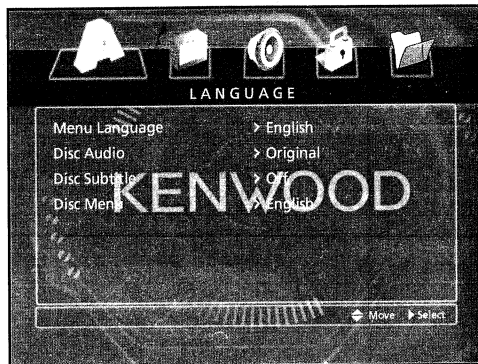 LANGUAGE
Menu Language > English
Disc Audio > Original
Disc Subtitle > Off
KENWOOD
Disc Menu > English
Move Select